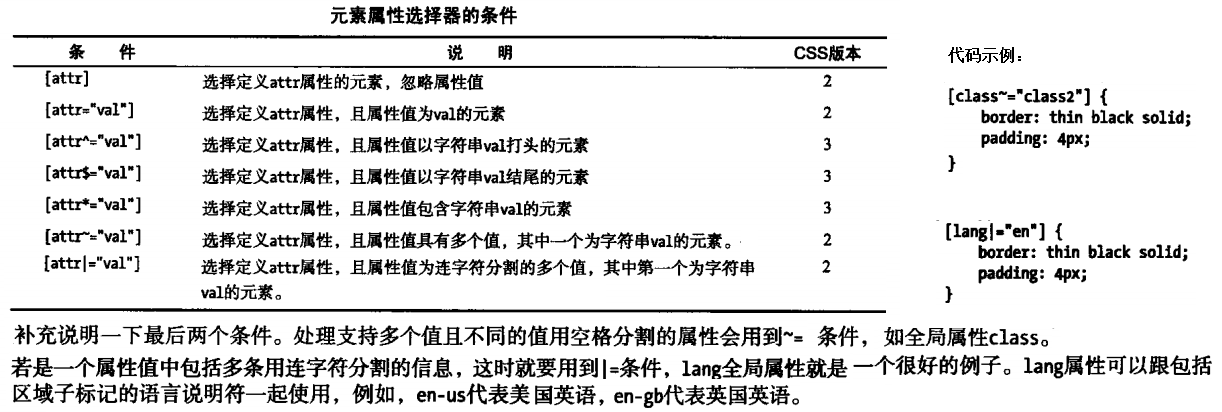 元素属性选择器的条件
条 件 说 明 CSS版本
[attr] 选择定义attr属性的元素，忽略属性值 2
[attr="val"] 选择定义attr属性，且属性值为val的元素 2
[attr^="val"] 选择定义attr属性，且属性值以字符串val打头的元素 3
[attr$="val"] 选择定义attr属性，且属性值以字符串val结尾的元素 3
[attr*="val"] 选择定义attr属性，且属性值包含字符串val的元素 3
[attr~="val"] 选择定义attr属性，且属性值具有多个值，其中一个为字符串val的元素。 2
[attr|="val"] 选择定义attr属性，且属性值为连字符分割的多个值，其中第一个为字符串 2
val的元素。
代码示例：
[class~="class2"] {
border: thin black solid;
padding: 4px;
}
[lang|="en"] {
border: thin black solid;
padding: 4px;
}
补充说明一下最后两个条件。处理支持多个值且不同的值用空格分割的属性会用到~= 条件，如全局属性class。
若是一个属性值中包括多条用连字符分割的信息，这时就要用到|=条件，lang全局属性就是一个很好的例子。lang属性可以跟包括
区域子标记的语言说明符一起使用，例如，en-us代表美国英语，en-gb代表英国英语。